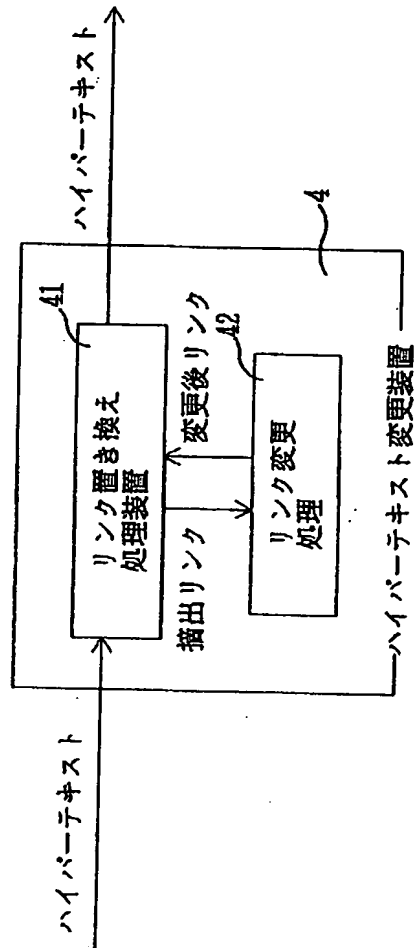 ハイパーテキスト
ハイパーテキスト
41
リンク置き換え
処理装置
摘出リンク
変更後リンク
42
リンク変更
処理
4
ハイパーテキスト変更装置